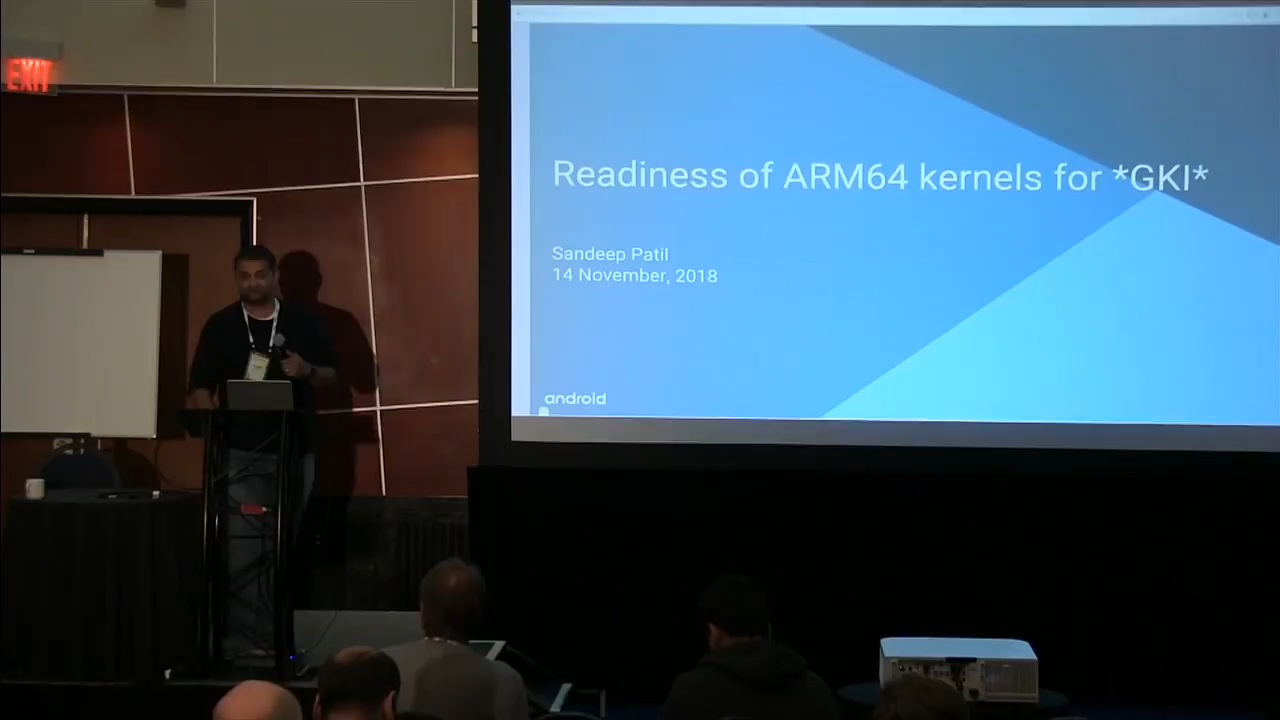 EXIT
Readiness of ARM64 kernels for *GKI*
Sandeep Patil
14 November, 2018
android